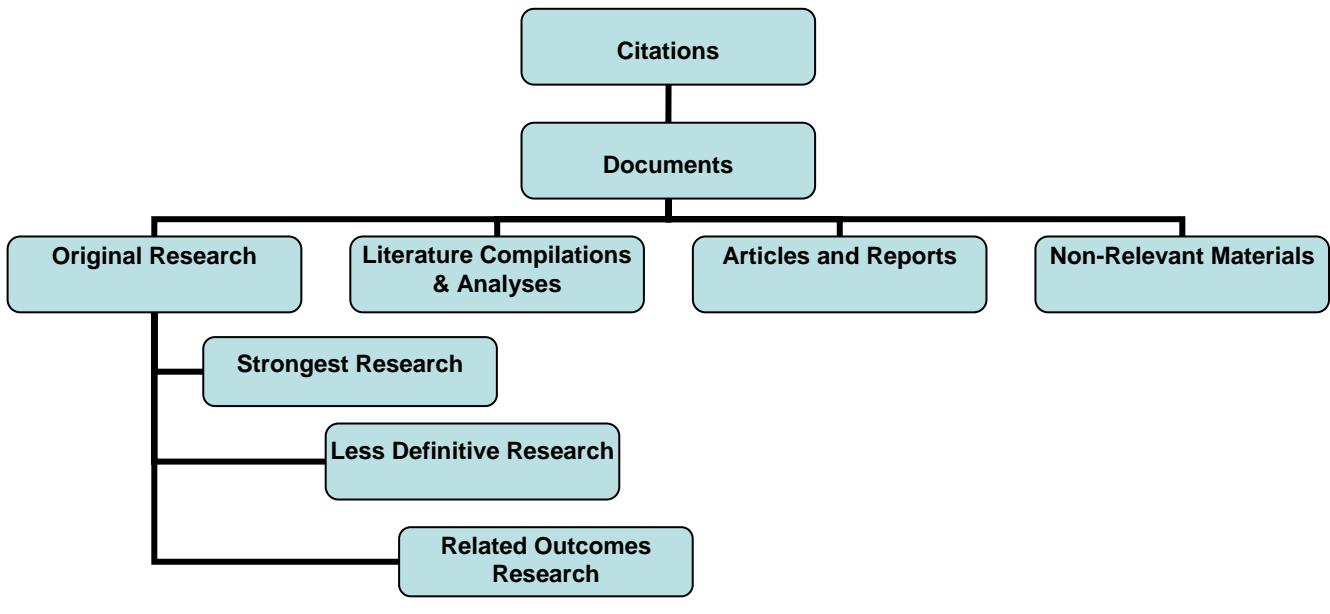 Citations
Documents
Original Research
Literature Compilations
& Analyses
Articles and Reports
Non-Relevant Materials
Strongest Research
Less Definitive Research
Related Outcomes
Research